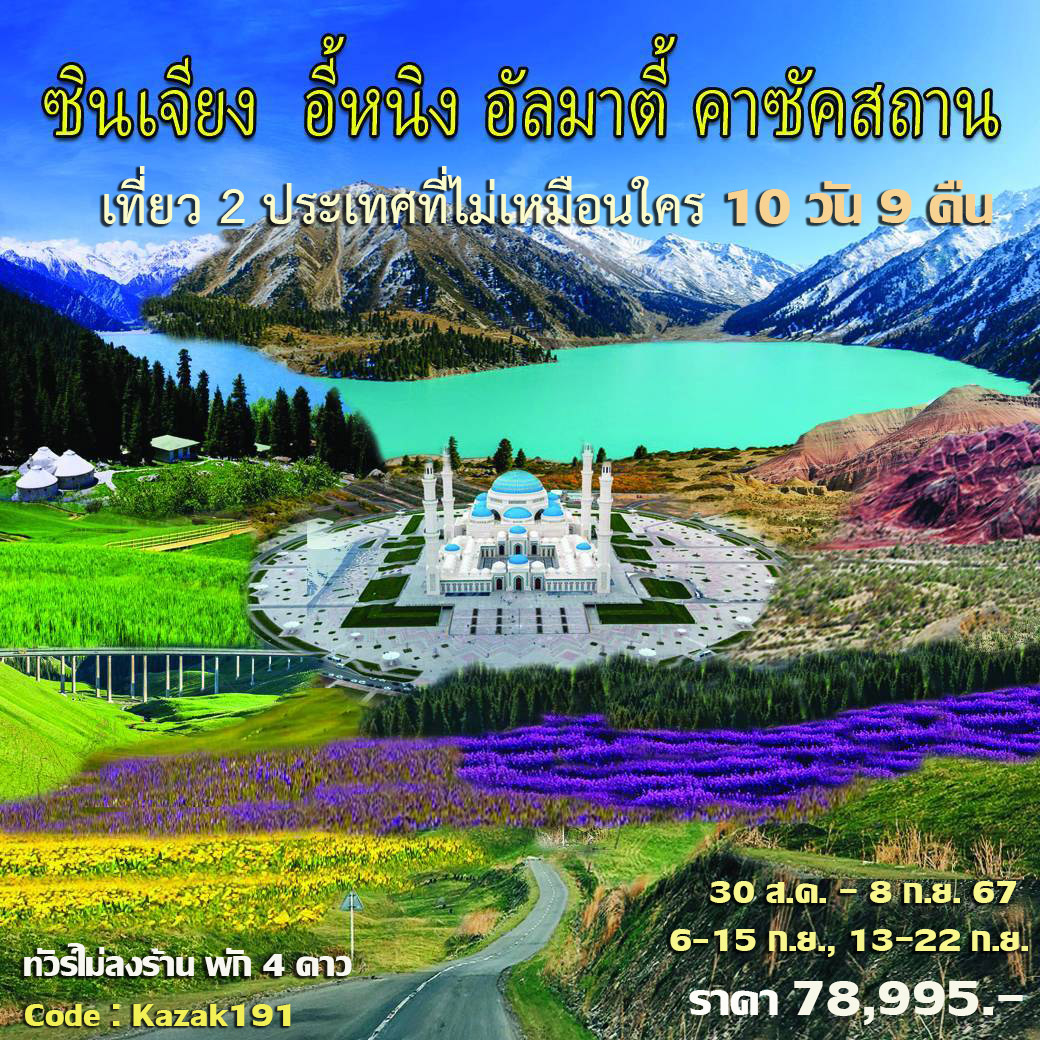 ซินเจียง อี้หนิง อัลมาตี้ คาซัคสถาน
เที่ยว 2 ประเทศที่ไม่เหมือนใคร 10 วัน 9 คืน
30 ส.ค. - 8 ก.ย. 67
6-15 ก.ย., 13-22 ก.ย.
ทัวร์ไม่ลงร้าน พัก 4 ดาว
ราคา 78,995.-
Code : Kazak191